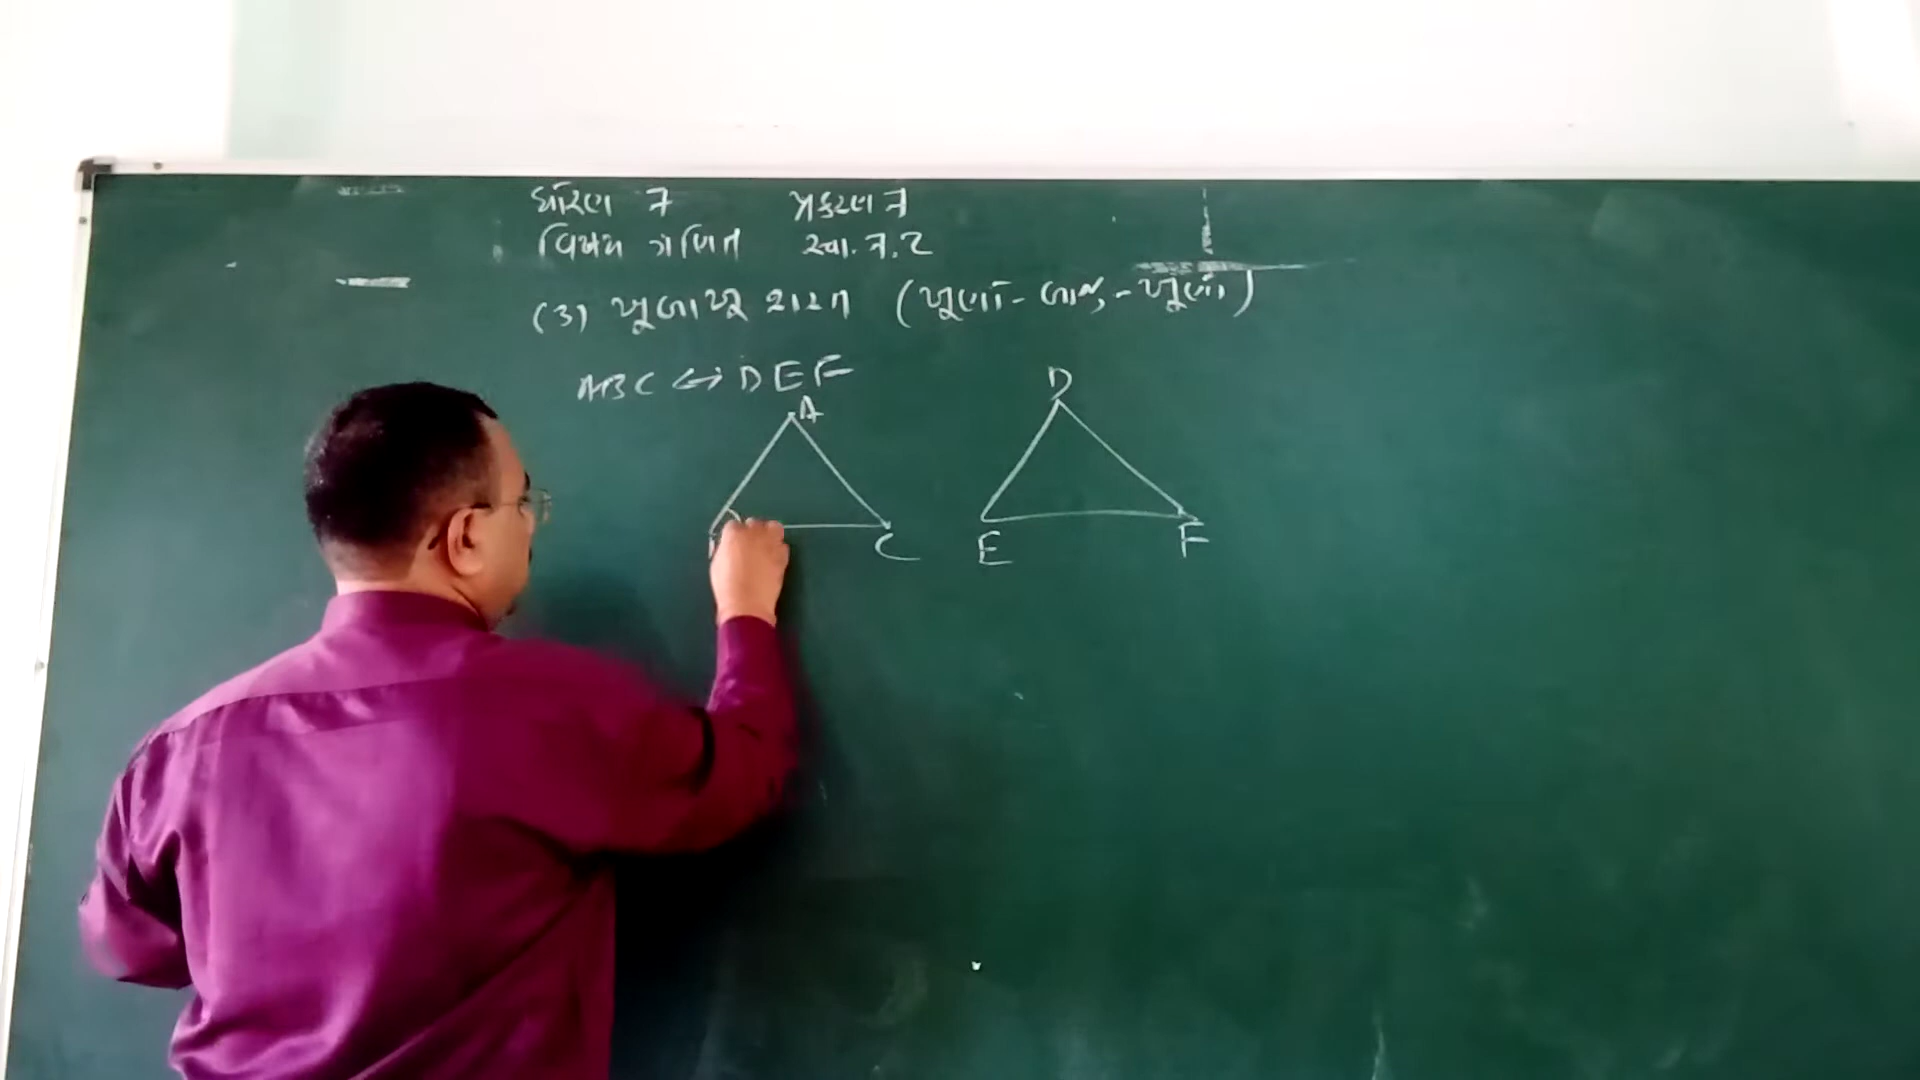 ધોરણ 7 પ્રકરણ 7
વિષય ગણિત સ્વા. 7.2
(3) ખૂબાખૂ શરત (ખૂણો - બાજુ - ખૂણો)
ABC ↔ DEF
A
D
C
E
F